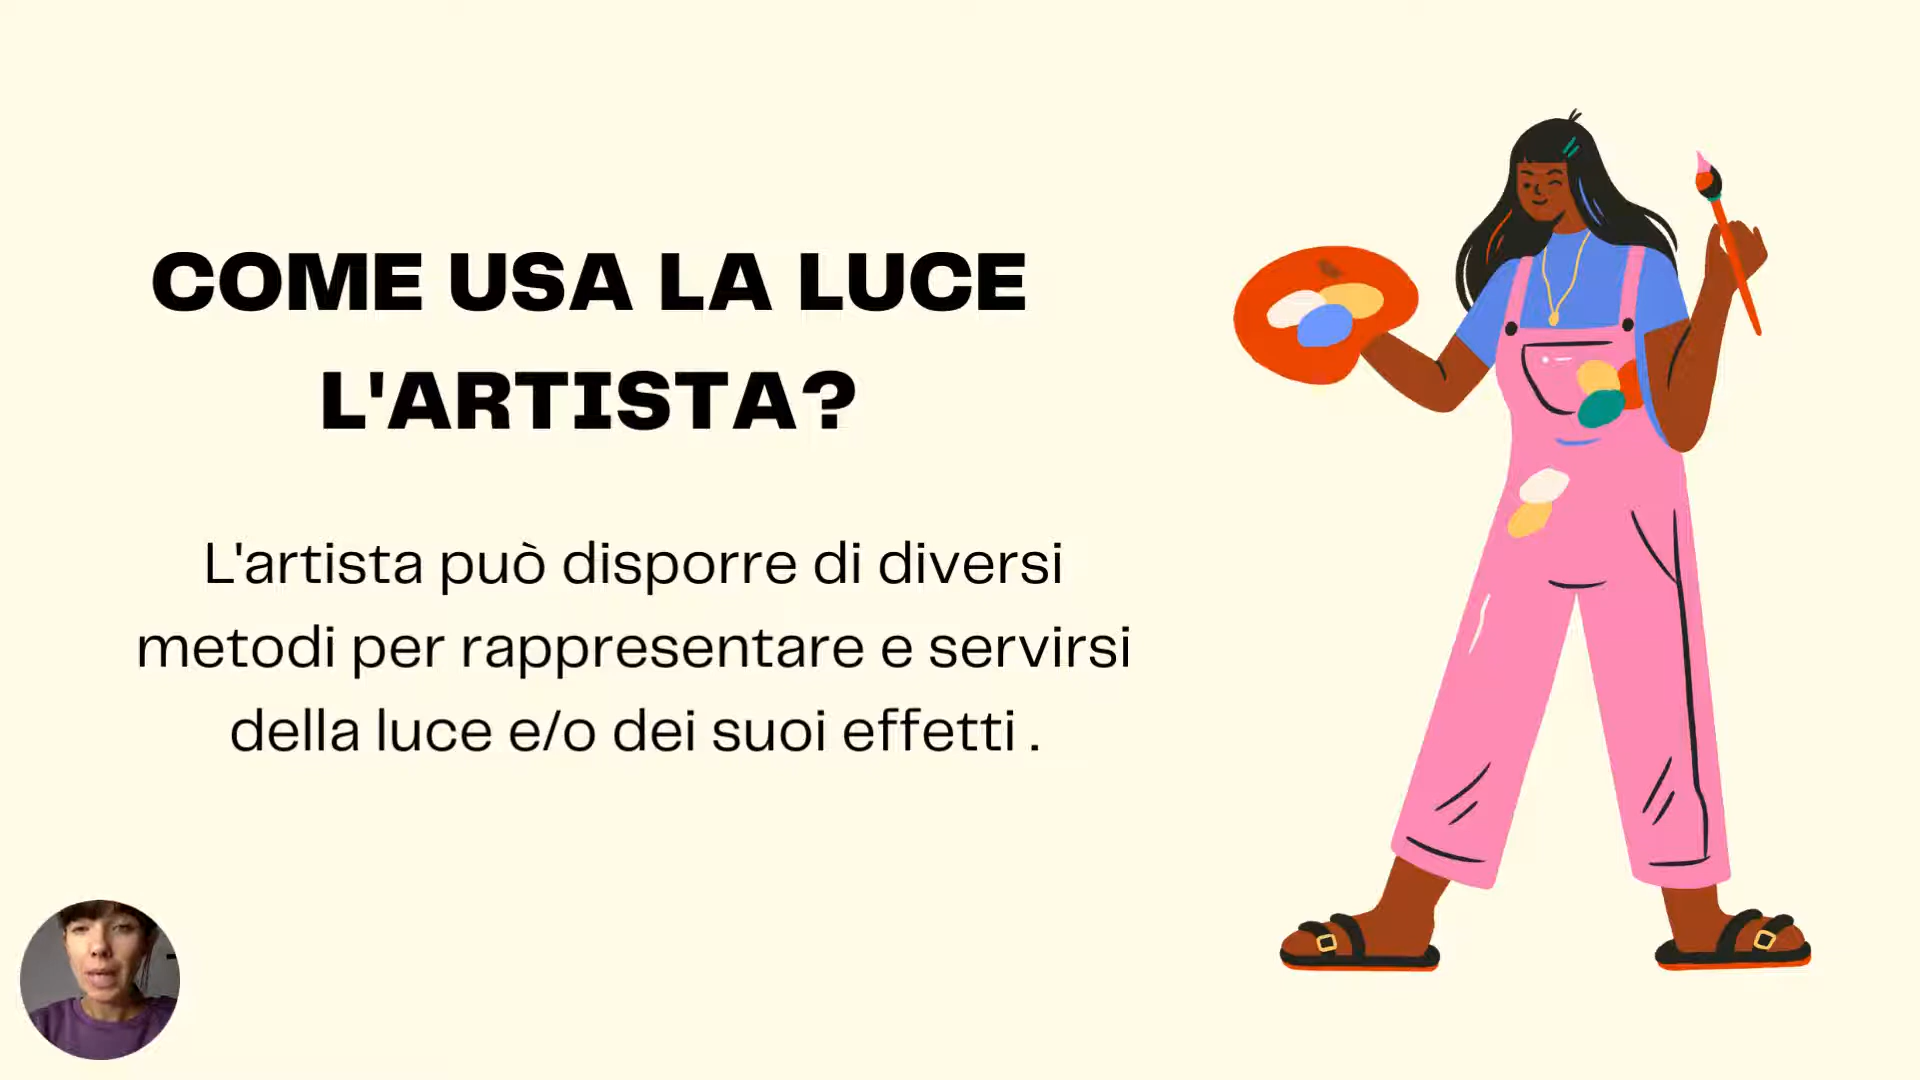 COME USA LA LUCE
L'ARTISTA?
L'artista può disporre di diversi
metodi per rappresentare e servirsi
della luce e/o dei suoi effetti .